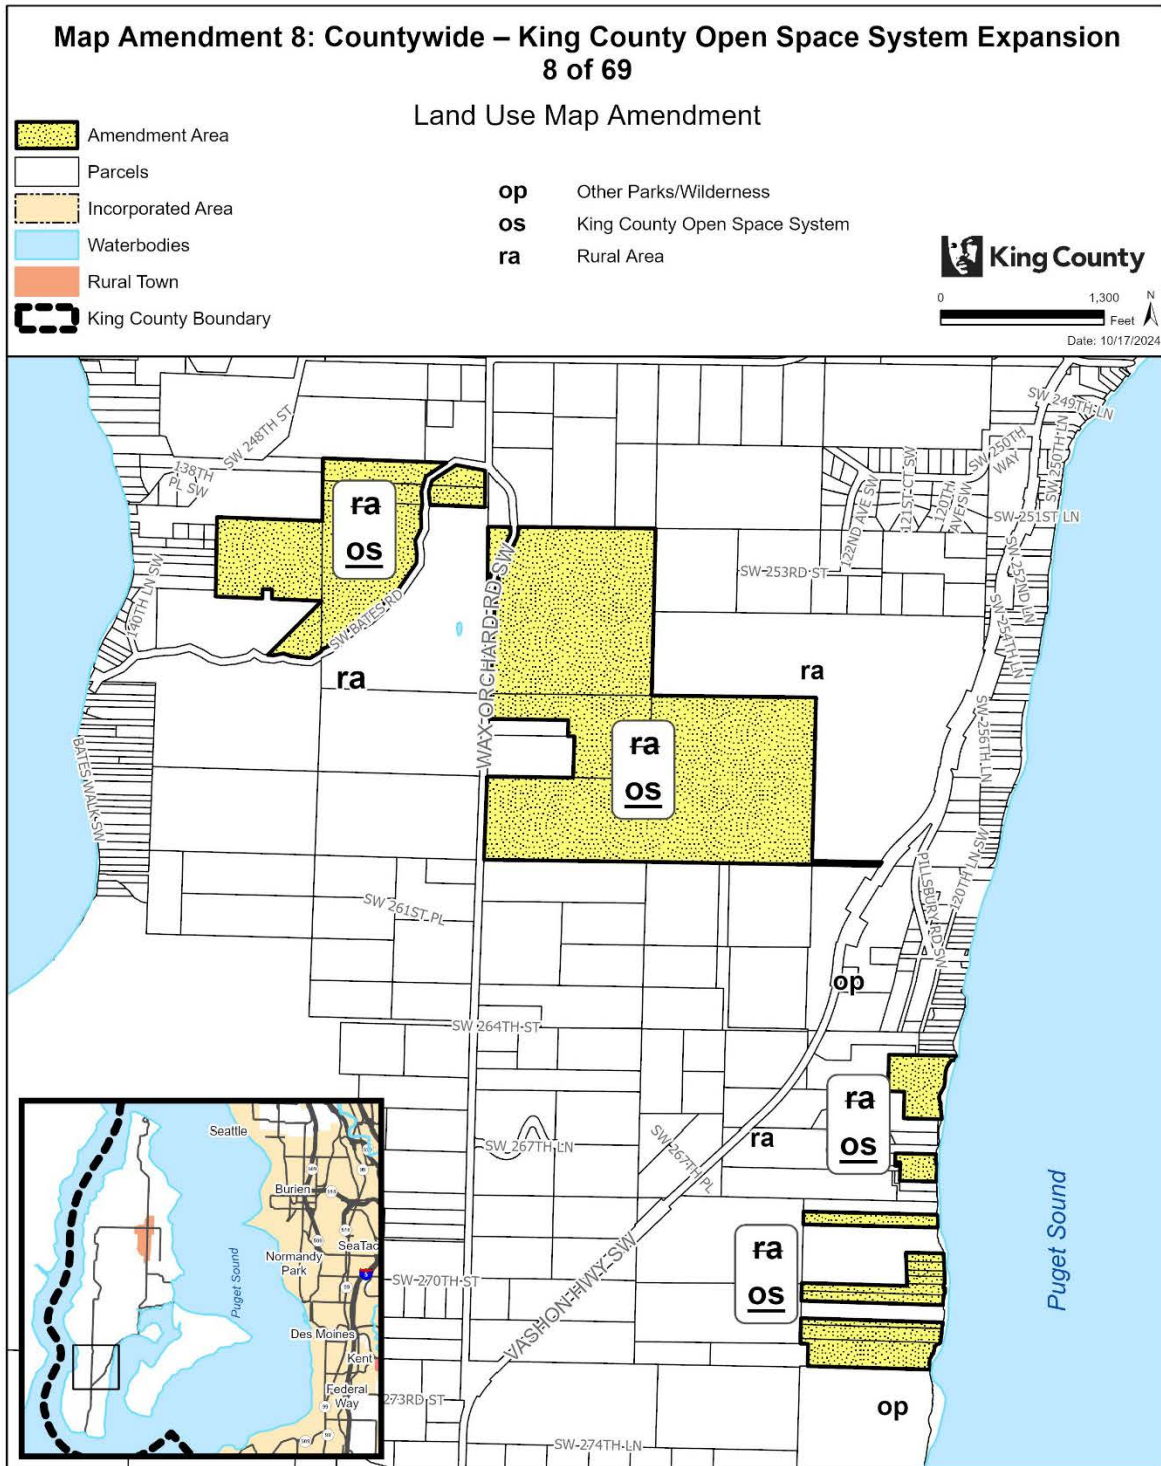 Map Amendment 8: Countywide – King County Open Space System Expansion
8 of 69
Land Use Map Amendment
Amendment Area
Parcels
Incorporated Area
Waterbodies
Rural Town
King County Boundary
op Other Parks/Wilderness
os King County Open Space System
ra Rural Area
King County
0 1,300
Feet
N
Date: 10/17/2024
SW 249TH LN
SW 248TH ST
SW 250TH WAY
SW 250TH LN
138TH PL SW
121ST CT SW
120TH AVE SW
122ND AVE SW
SW 251ST LN
ra
os
SW 252ND LN
SW 253RD ST
140TH LN SW
SW BATES RD
WAX ORCHARD RD SW
SW 254TH LN
ra
ra
SW 256TH LN
BATES WALK SW
ra
os
120TH LN SW
PILLSBURY RD SW
SW 261ST PL
op
SW 264TH ST
ra
os
ra
SW 267TH LN
SW 267TH PL
Puget Sound
ra
os
VASHON HWY SW
SW 270TH ST
273RD ST
op
SW 274TH LN
Seattle
Burien
SeaTac
Normandy
Park
Puget Sound
Des Moines
Kent
Federal
Way